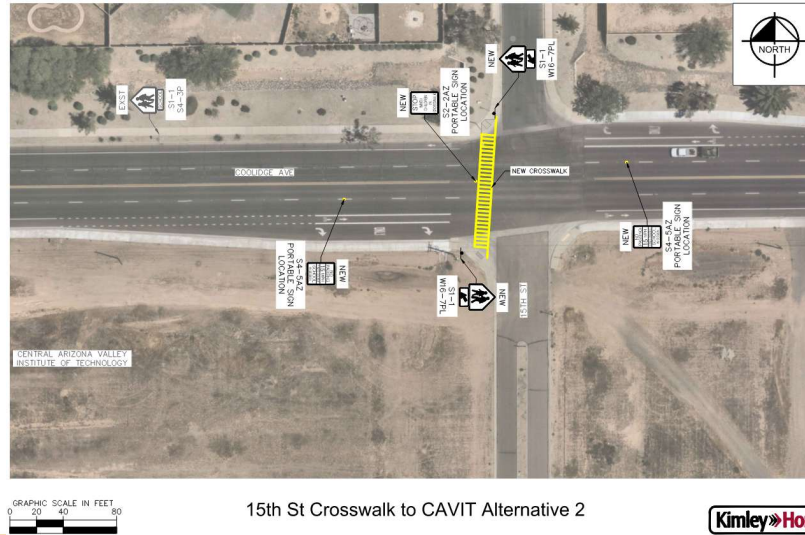 NORTH
NEW
S1-1
W16-7PL
EXST
S1-1
S4-3P
NEW
STOP
S2-2AZ
PORTABLE SIGN
LOCATION
COOLIDGE AVE
NEW CROSSWALK
NEW
S4-5AZ
PORTABLE SIGN
LOCATION
NEW
S4-5AZ
PORTABLE SIGN
LOCATION
S1-1
W16-7PL
NEW
15TH ST
CENTRAL ARIZONA VALLEY
INSTITUTE OF TECHNOLOGY
GRAPHIC SCALE IN FEET
0 20 40 80
15th St Crosswalk to CAVIT Alternative 2
Kimley»Ho